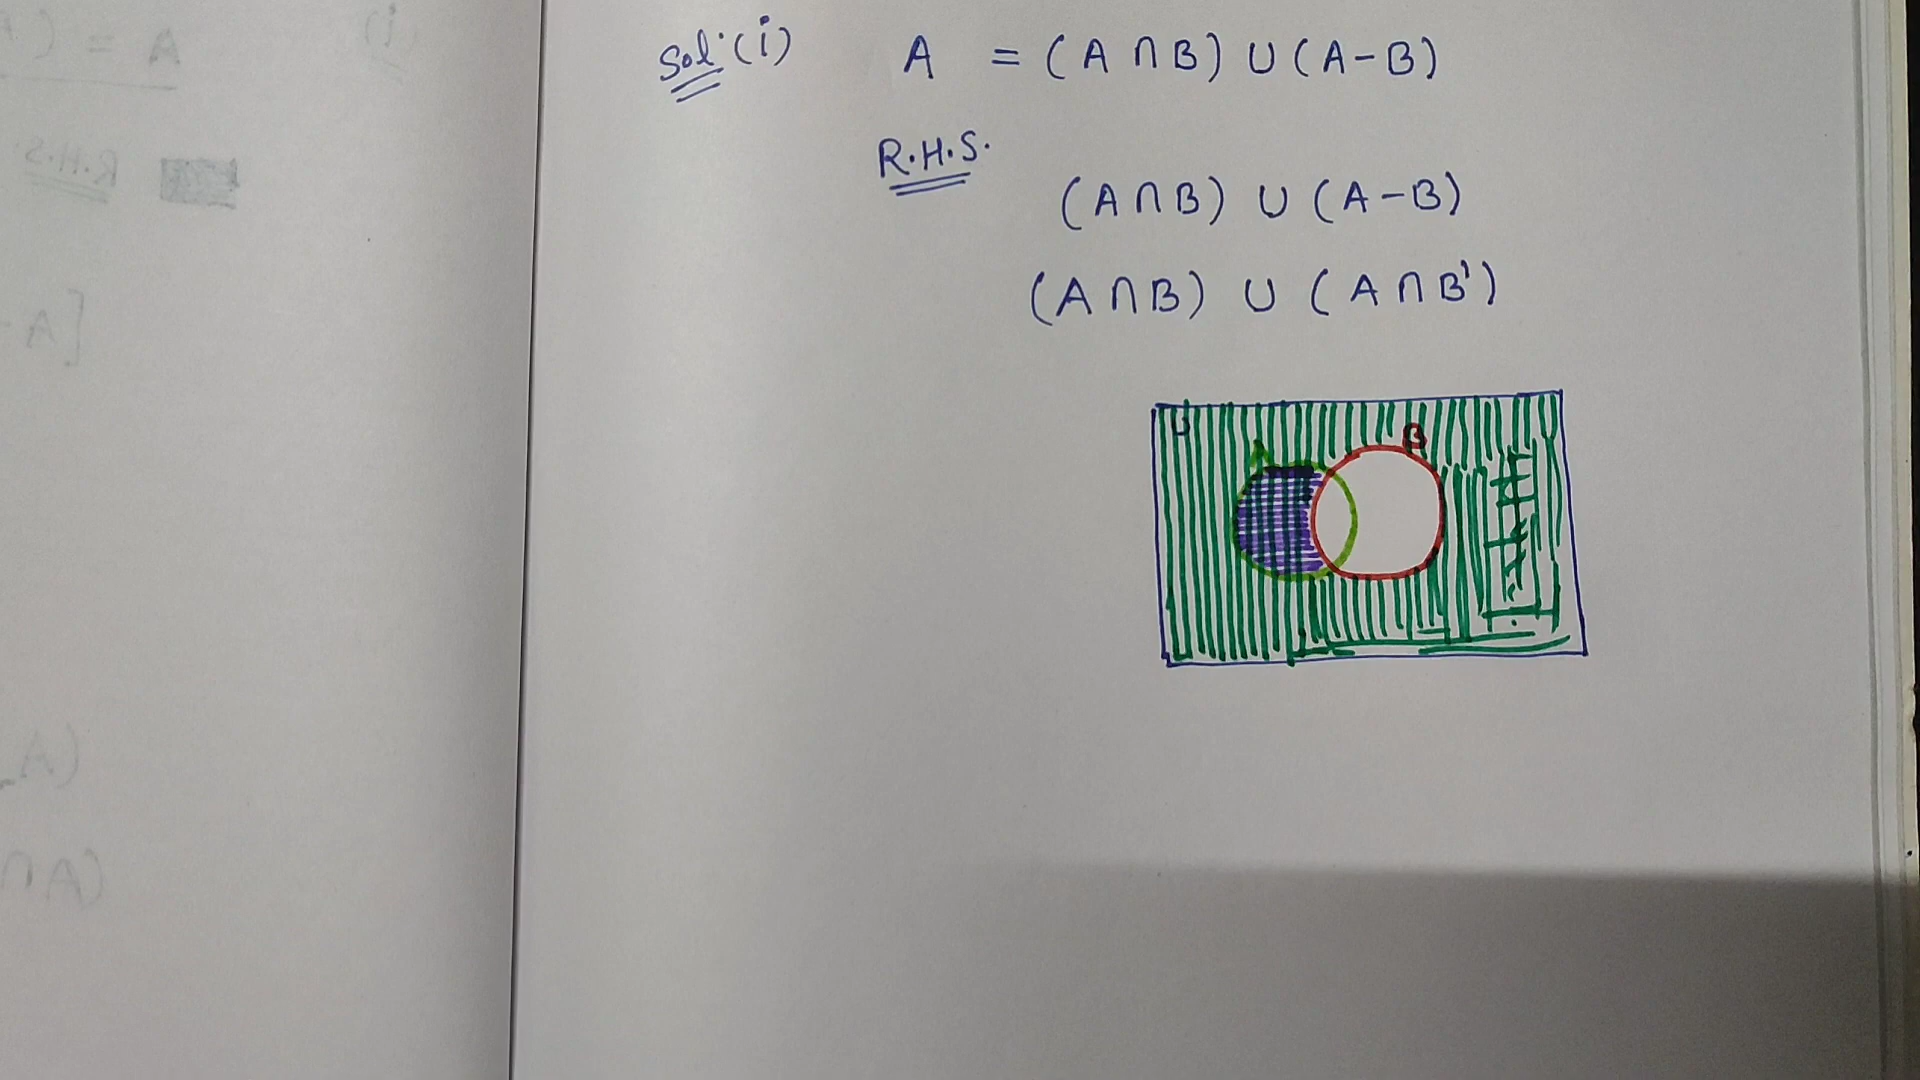 Sol. (i) A = (A ∩ B) ∪ (A - B)
R.H.S.
(A ∩ B) ∪ (A - B)
(A ∩ B) ∪ (A ∩ B')
U
A
B